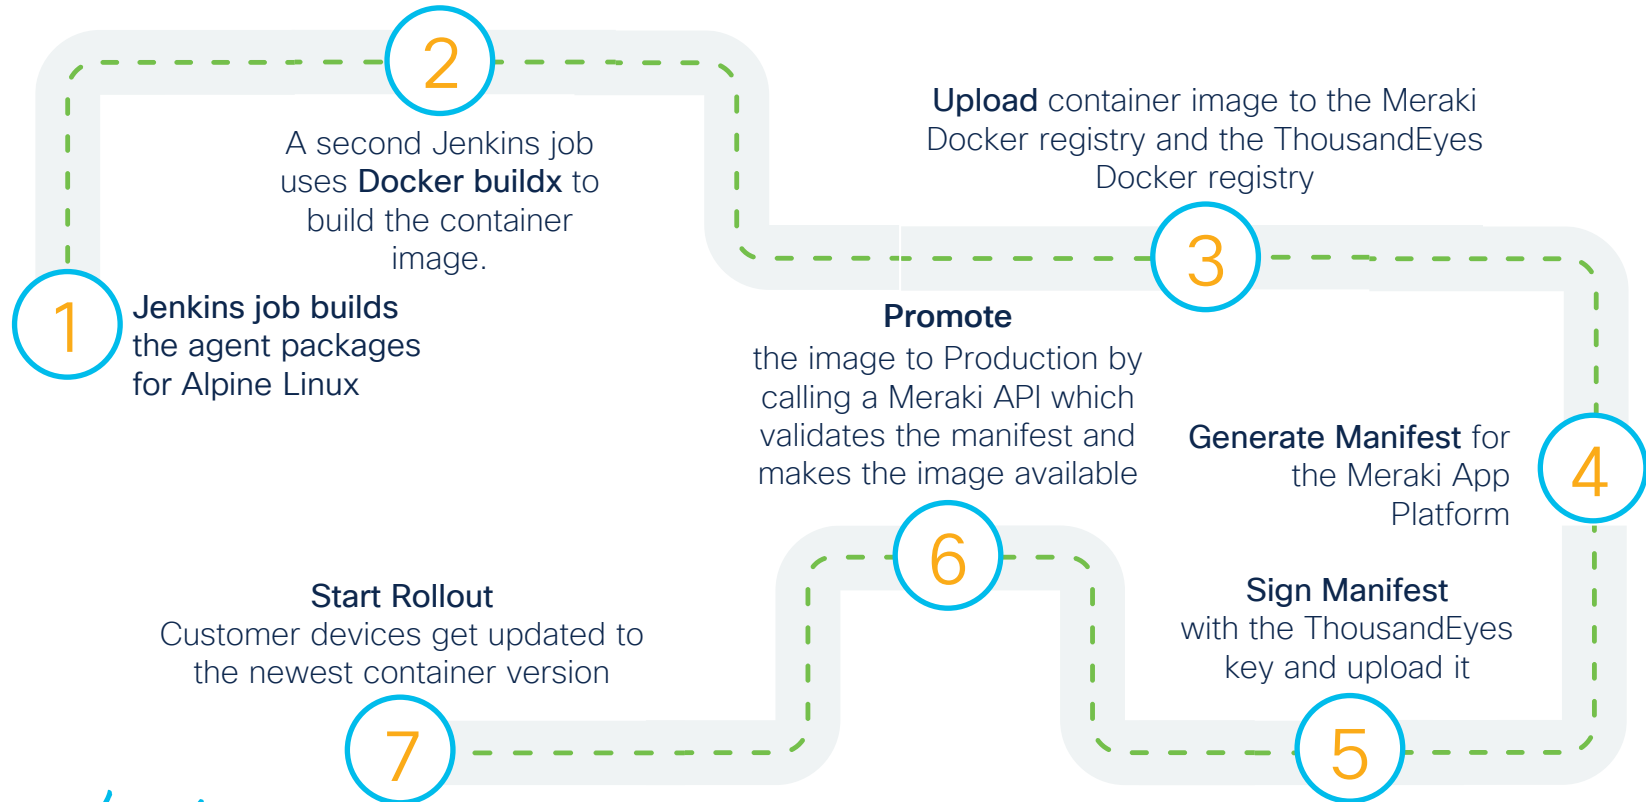 1
Jenkins job builds
the agent packages
for Alpine Linux
2
A second Jenkins job
uses Docker buildx to
build the container
image.
Upload container image to the Meraki
Docker registry and the ThousandEyes
Docker registry
3
Generate Manifest for
the Meraki App
Platform
4
Sign Manifest
with the ThousandEyes
key and upload it
5
Promote
the image to Production by
calling a Meraki API which
validates the manifest and
makes the image available
6
Start Rollout
Customer devices get updated to
the newest container version
7